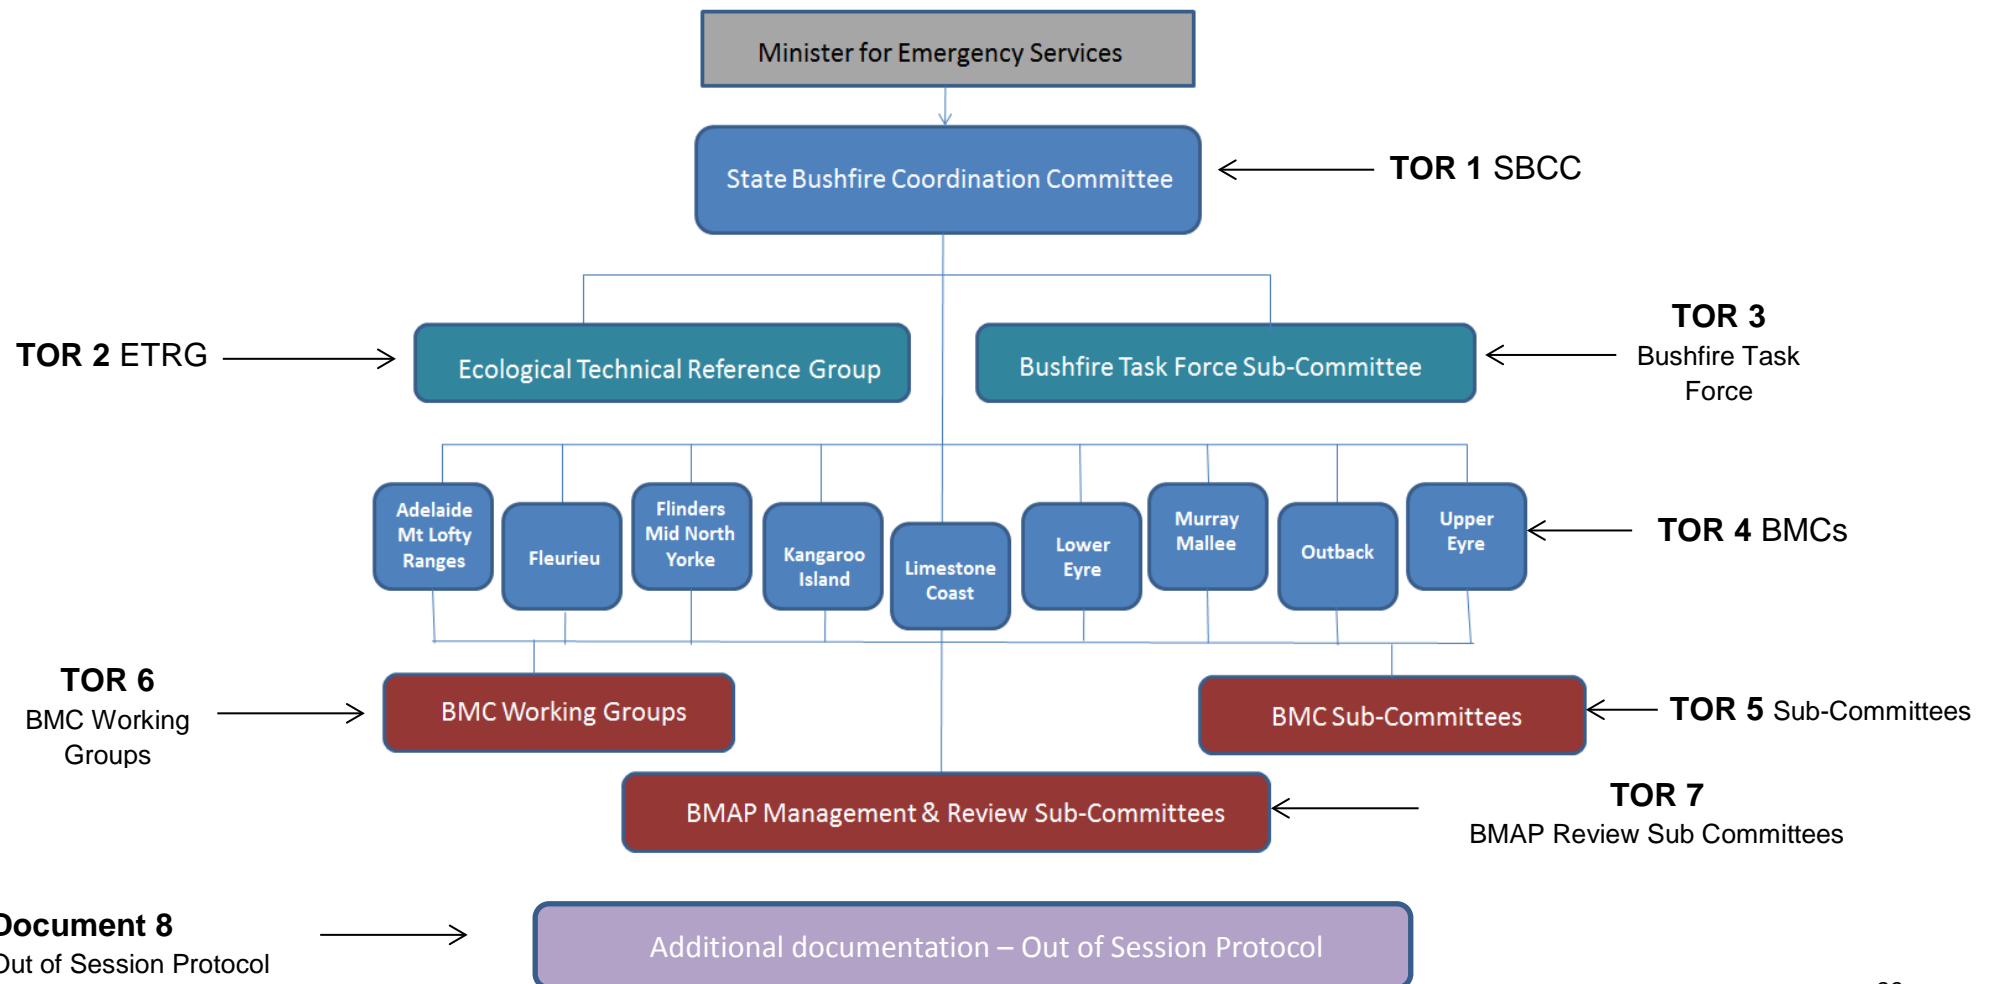 Minister for Emergency Services
State Bushfire Coordination Committee
TOR 1 SBCC
TOR 2 ETRG
Ecological Technical Reference Group
Bushfire Task Force Sub-Committee
TOR 3
Bushfire Task
Force
Adelaide
Mt Lofty
Ranges
Fleurieu
Flinders
Mid North
Yorke
Kangaroo
Island
Limestone
Coast
Lower
Eyre
Murray
Mallee
Outback
Upper
Eyre
TOR 4 BMCs
TOR 6
BMC Working
Groups
BMC Working Groups
BMC Sub-Committees
TOR 5 Sub-Committees
BMAP Management & Review Sub-Committees
TOR 7
BMAP Review Sub Committees
Document 8
Out of Session Protocol
Additional documentation – Out of Session Protocol